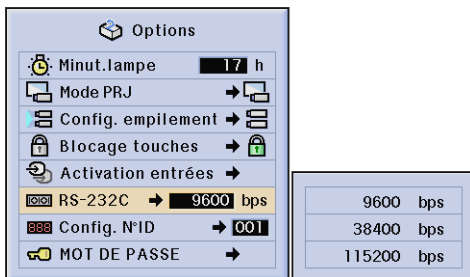 Options
Minut.lampe 17 h
Mode PRJ
Config. empilement
Blocage touches
Activation entrées
RS-232C 9600 bps
Config. N°ID 001
MOT DE PASSE
9600 bps
38400 bps
115200 bps